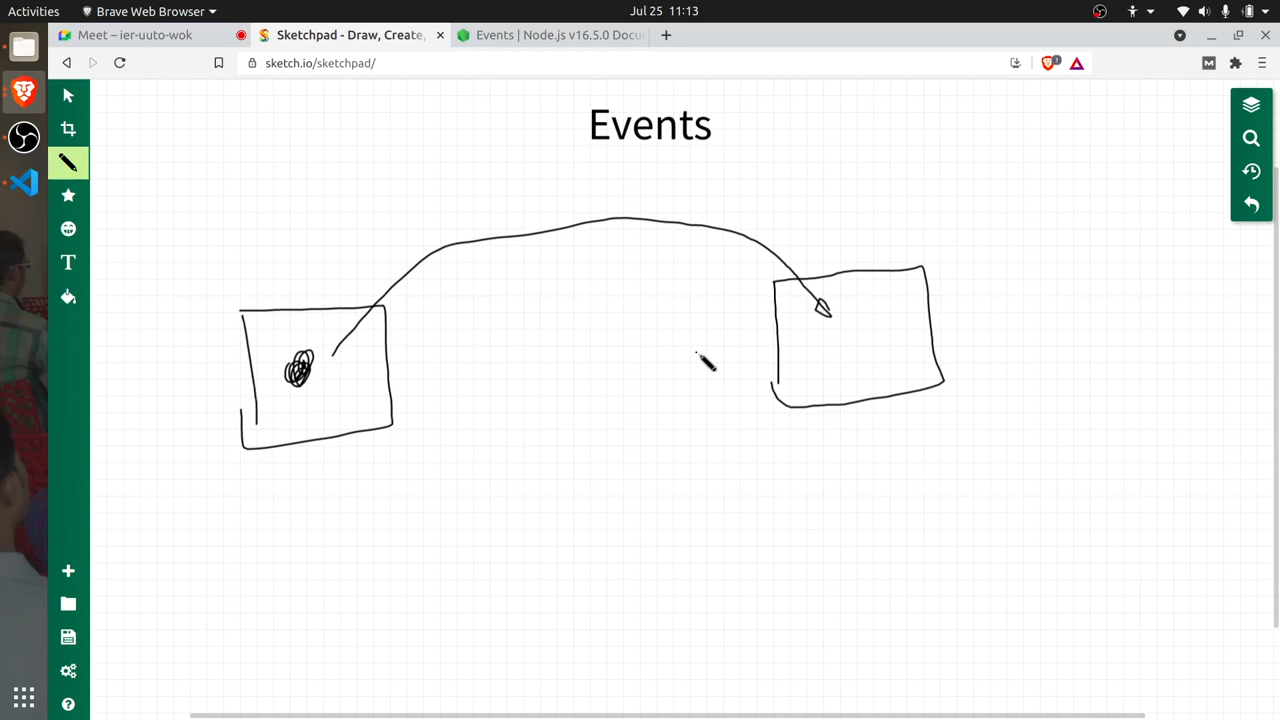 Activities
Brave Web Browser
Jul 25 11:13
Meet – ier-uuto-wok
Sketchpad - Draw, Create,
Events | Node.js v16.5.0 Docu
sketch.io/sketchpad/
1
M
Events
T